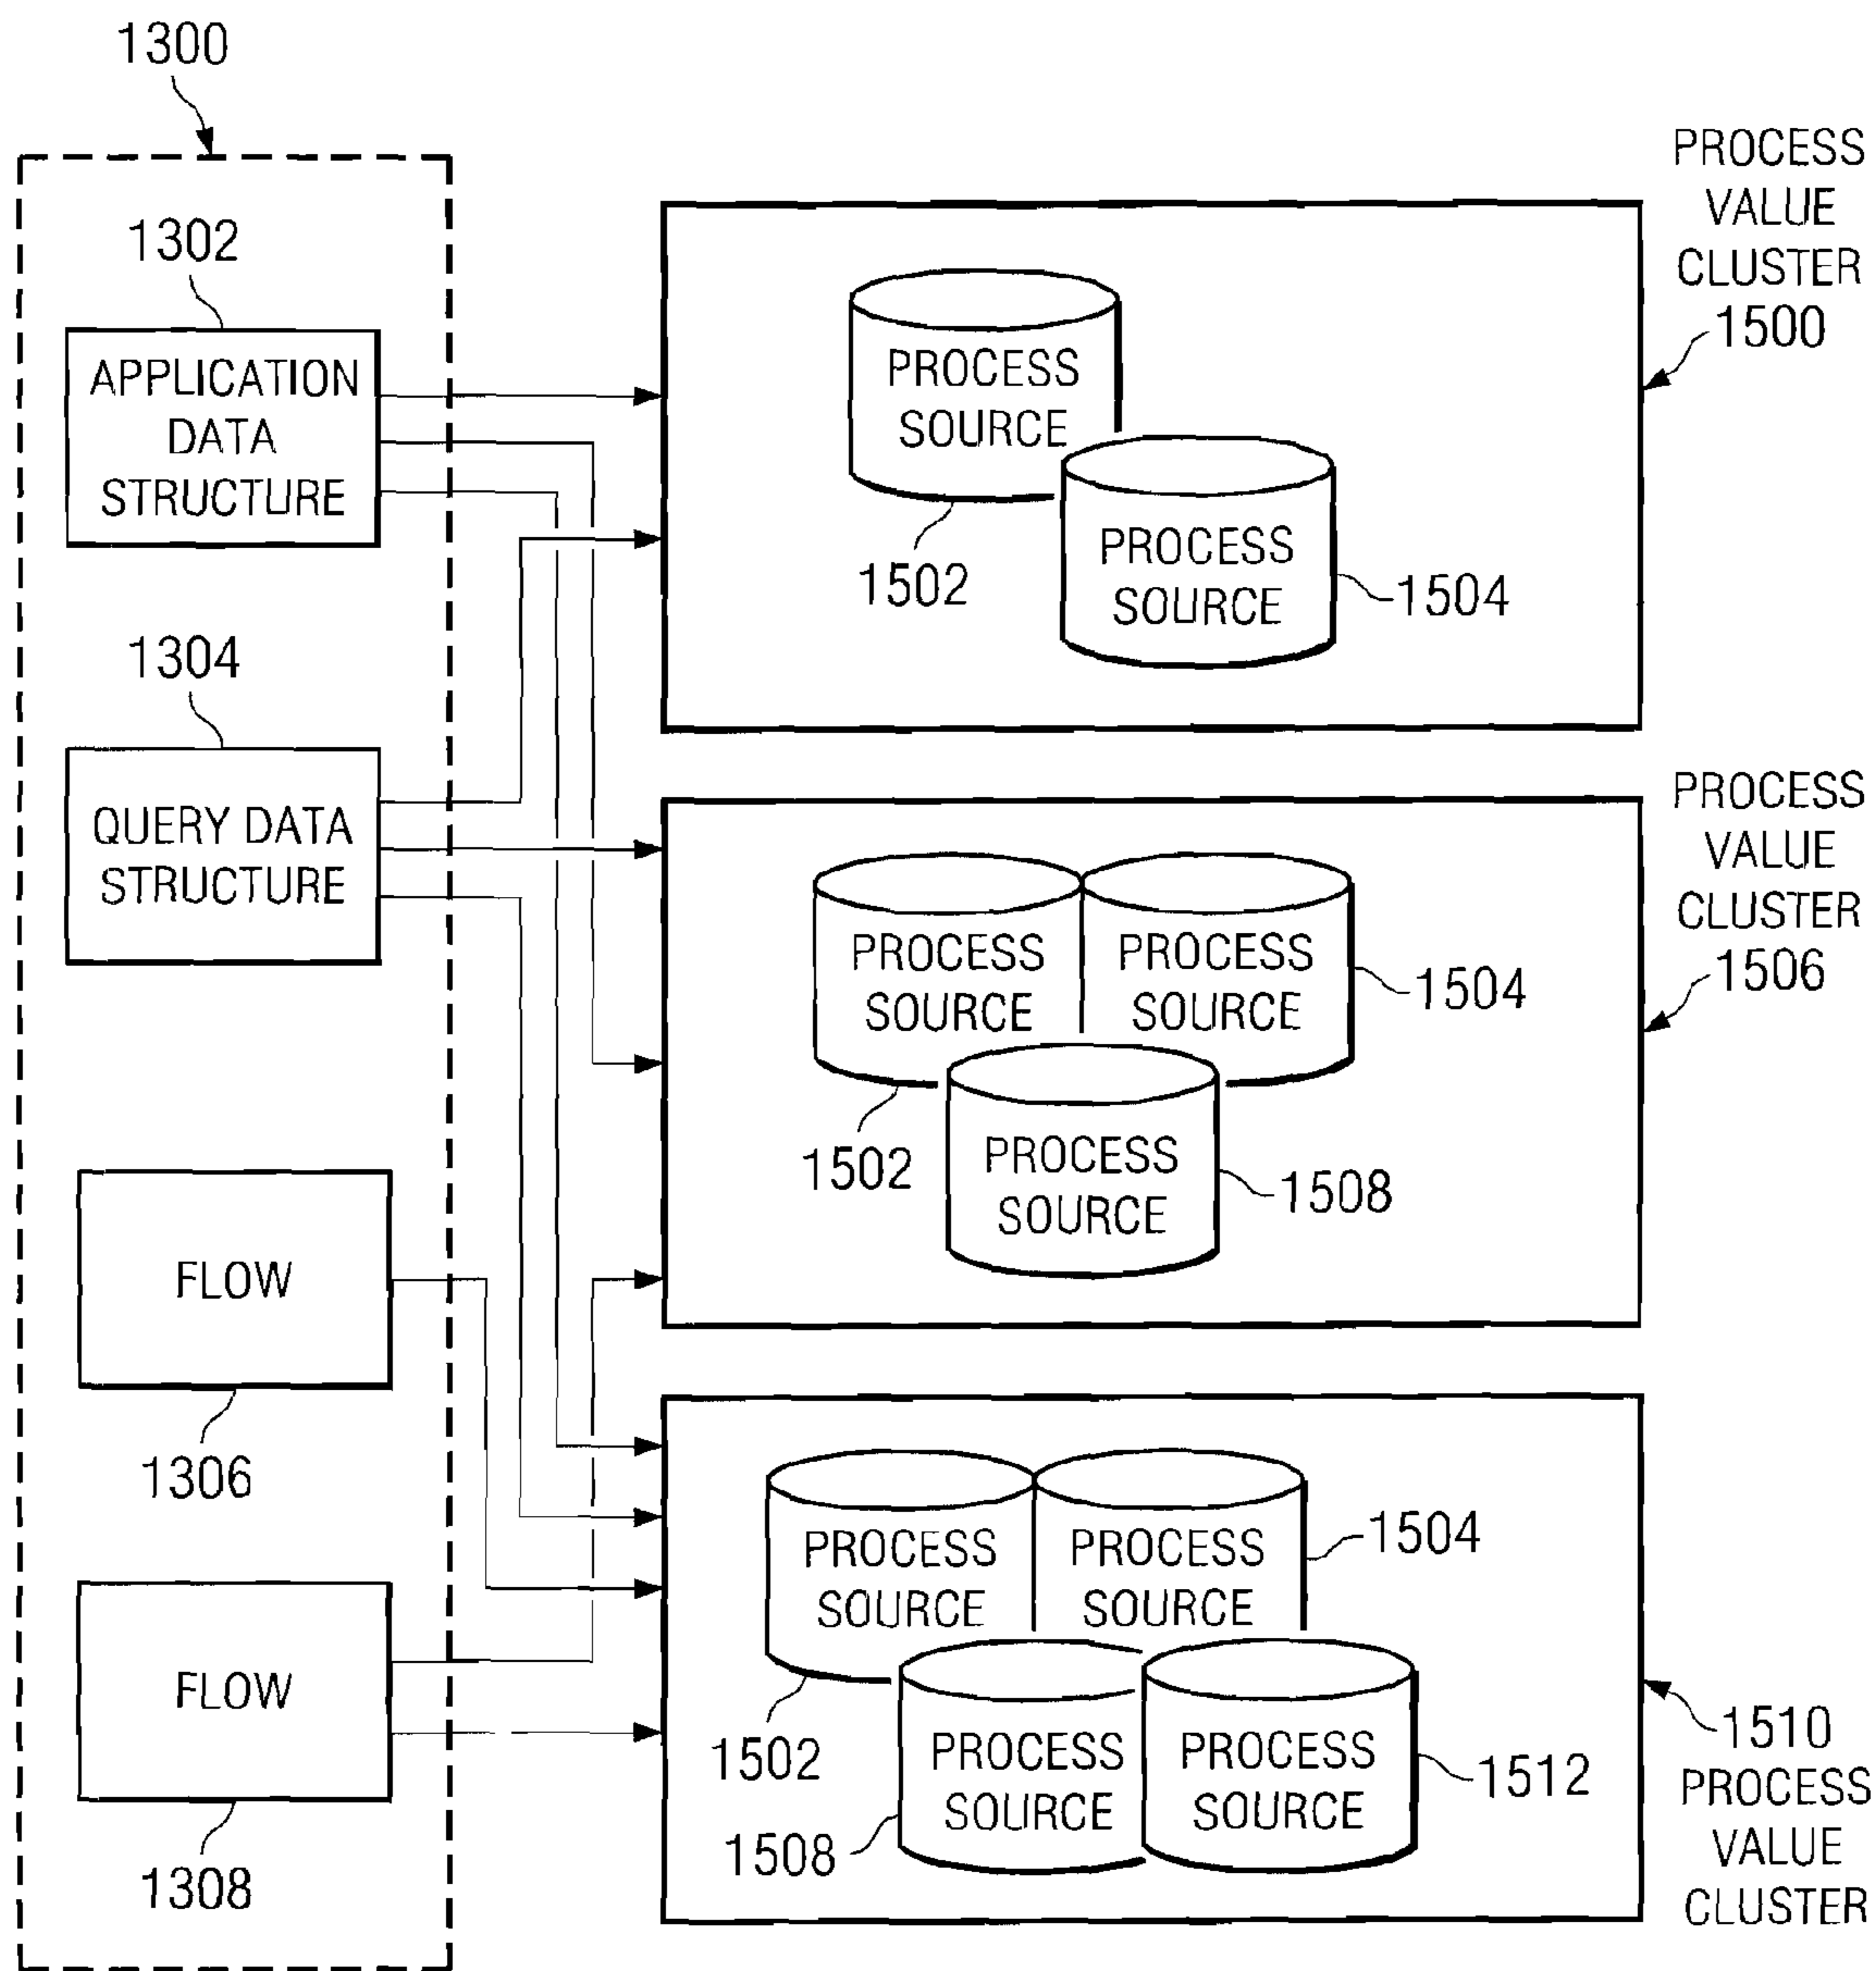 1300
1302
APPLICATION
DATA
STRUCTURE
1304
QUERY DATA
STRUCTURE
FLOW
1306
FLOW
1308
PROCESS
VALUE
CLUSTER
1500
PROCESS
SOURCE
1502
PROCESS
SOURCE
1504
PROCESS
VALUE
CLUSTER
1506
PROCESS
SOURCE
1502
PROCESS
SOURCE
1504
PROCESS
SOURCE
1508
PROCESS
SOURCE
1502
PROCESS
SOURCE
1504
PROCESS
SOURCE
1508
PROCESS
SOURCE
1512
1510
PROCESS
VALUE
CLUSTER